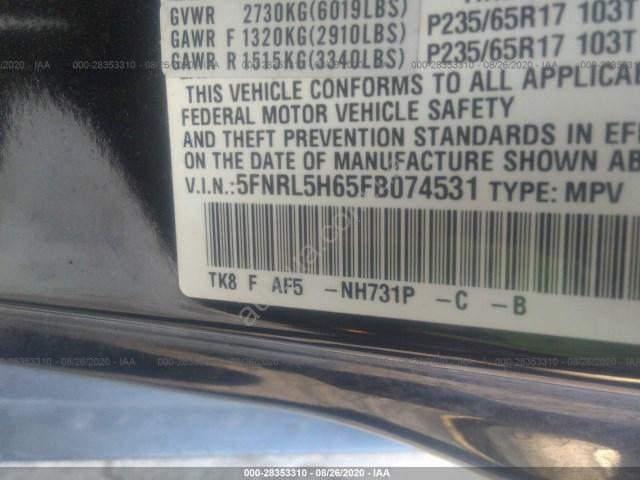 GVWR 2730KG(6019LBS)
GAWR F 1320KG(2910LBS) P235/65R17 103T
GAWR R 1515KG(3340LBS) P235/65R17 103T
000-28353310 - 08/26/2020 - IAA
THIS VEHICLE CONFORMS TO ALL APPLICA
FEDERAL MOTOR VEHICLE SAFETY
AND THEFT PREVENTION STANDARDS IN EF
ON THE DATE OF MANUFACTURE SHOWN AB
V.I.N.:5FNRL5H65FB074531 TYPE: MPV
TK8 F AF5 -NH731P -C -B
000-28353310 - 08/26/2020 - IAA
000-28353310 - 08/26/2020 - IAA